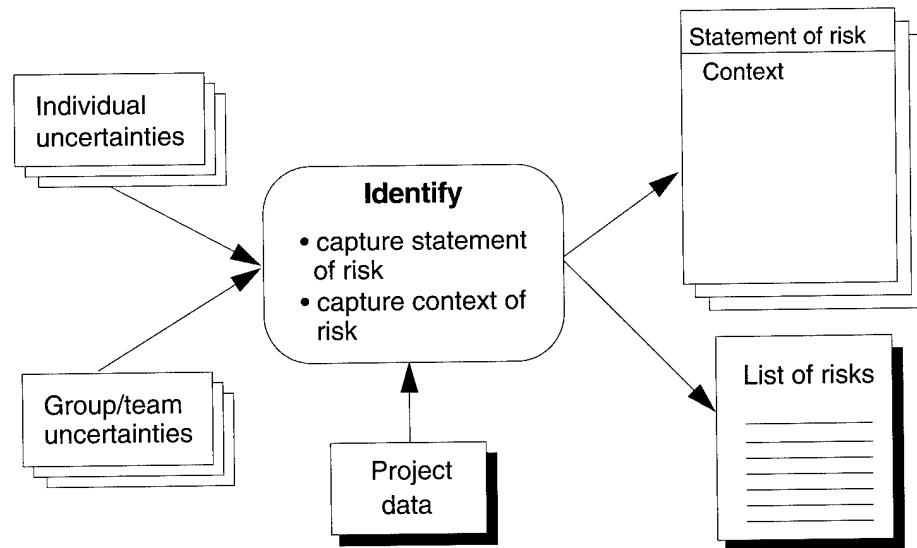 Individual
uncertainties
Group/team
uncertainties
Identify
• capture statement
of risk
• capture context of
risk
Project
data
Statement of risk
Context
List of risks